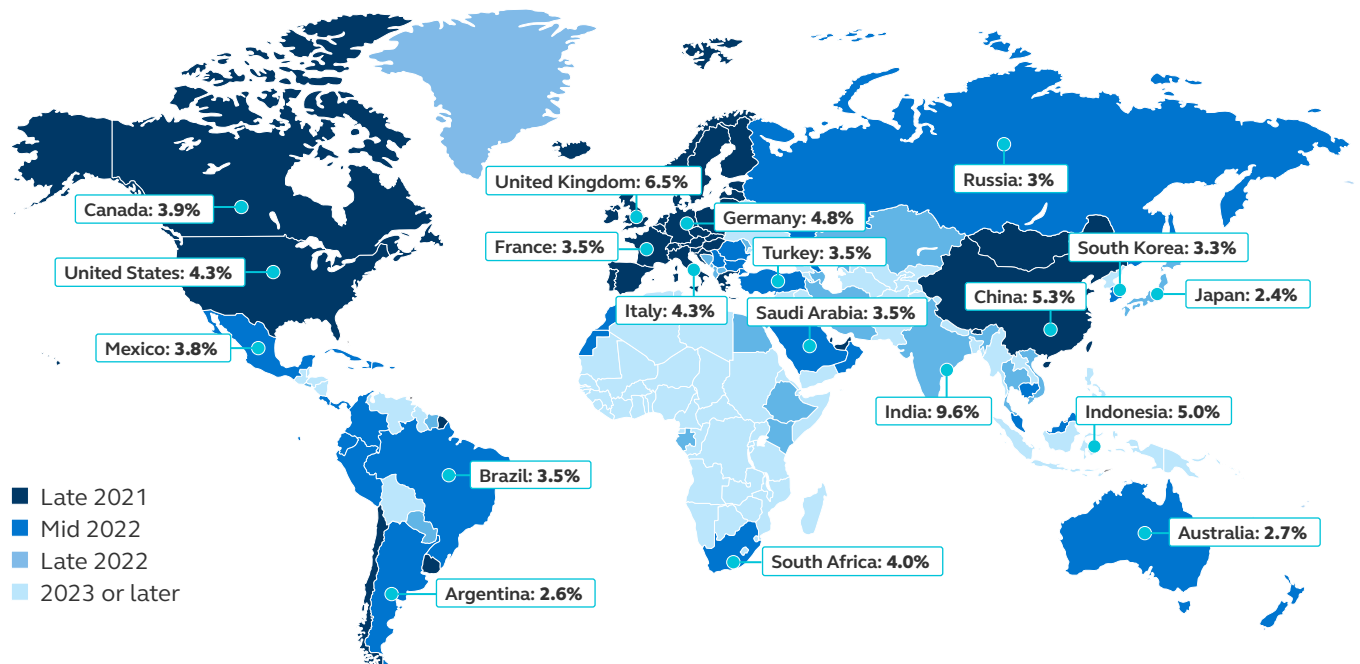 United Kingdom: 6.5%
Russia: 3%
Canada: 3.9%
Germany: 4.8%
France: 3.5%
Turkey: 3.5%
South Korea: 3.3%
United States: 4.3%
China: 5.3%
Japan: 2.4%
Italy: 4.3%
Saudi Arabia: 3.5%
Mexico: 3.8%
India: 9.6%
Indonesia: 5.0%
Brazil: 3.5%
Late 2021
Mid 2022
Late 2022
2023 or later
Australia: 2.7%
South Africa: 4.0%
Argentina: 2.6%